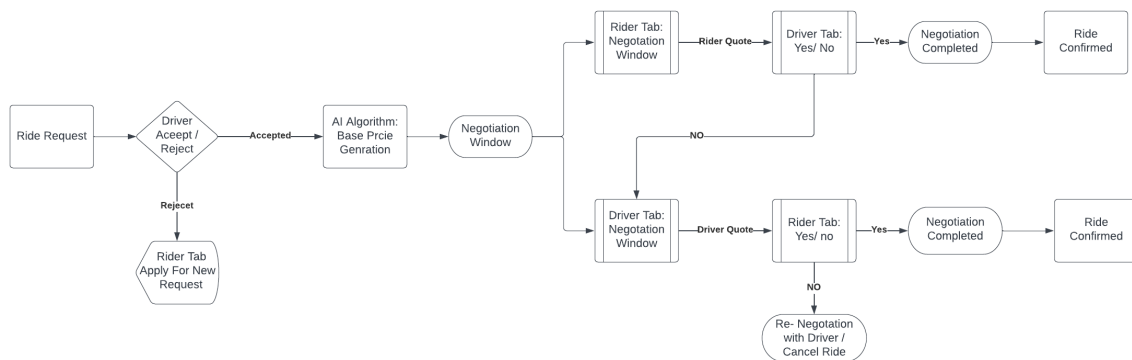 Ride Request
Driver
Aceept /
Reject
Accepted
Rejecet
Rider Tab
Apply For New
Request
AI Algorithm:
Base Prcie
Genration
Negotiation
Window
Rider Tab:
Negotation
Window
Rider Quote
Driver Tab:
Yes/ No
Yes
Negotiation
Completed
Ride
Confirmed
NO
Driver Tab:
Negotation
Window
Driver Quote
Rider Tab:
Yes/ no
Yes
Negotiation
Completed
Ride
Confirmed
NO
Re- Negotation
with Driver /
Cancel Ride